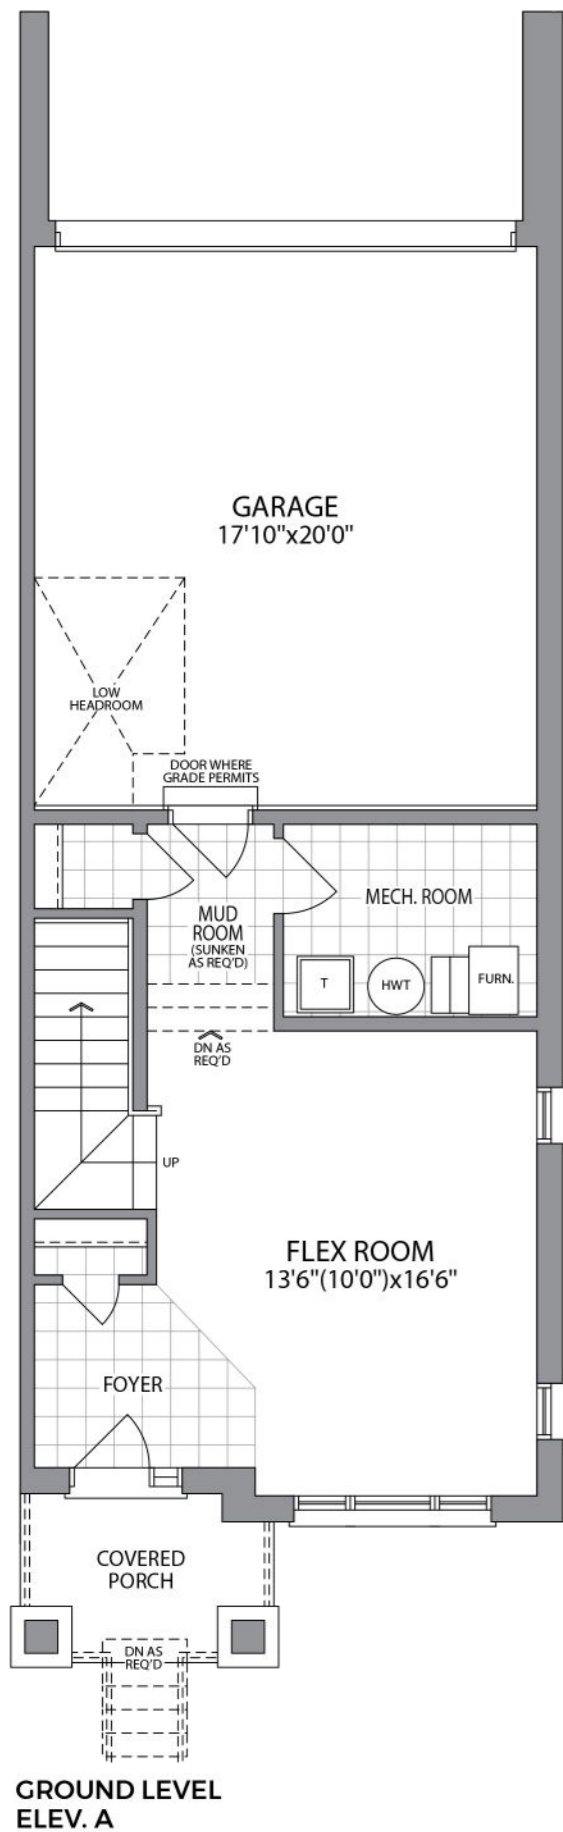 GARAGE
17'10"x20'0"
LOW
HEADROOM
DOOR WHERE
GRADE PERMITS
MUD
ROOM
(SUNKEN
AS REQ'D)
MECH. ROOM
T
HWT
FURN.
DN AS
REQ'D
UP
FLEX ROOM
13'6"(10'0")x16'6"
FOYER
COVERED
PORCH
DN AS
REQ'D
GROUND LEVEL
ELEV. A